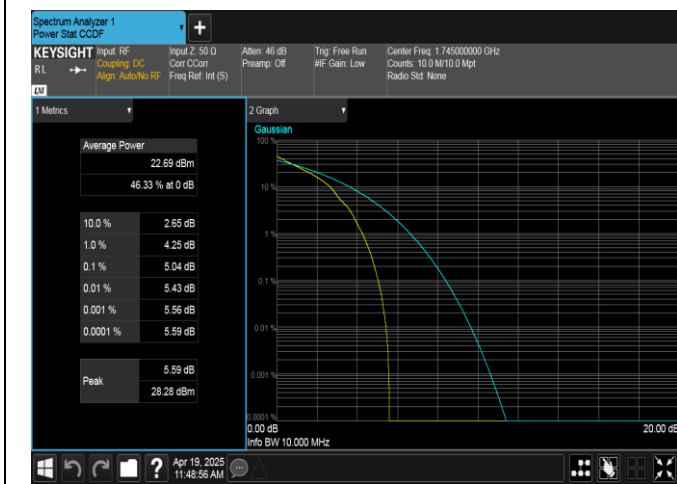 Spectrum Analyzer 1
Power Stat CCDF
KEYSIGHT
RL
LXI
Input: RF
Coupling: DC
Align: Auto/No RF
Input Z: 50 Ω
Corr CCorr
Freq Ref: Int (S)
Atten: 46 dB
Preamp: Off
Trig: Free Run
#IF Gain: Low
Center Freq: 1.745000000 GHz
Counts: 10.0 M/10.0 Mpt
Radio Std: None
1 Metrics
Average Power
22.69 dBm
46.33 % at 0 dB
10.0 % 2.65 dB
1.0 % 4.25 dB
0.1 % 5.04 dB
0.01 % 5.43 dB
0.001 % 5.56 dB
0.0001 % 5.59 dB
Peak
5.59 dB
28.28 dBm
2 Graph
Gaussian
100 %
10 %
1 %
0.1 %
0.01 %
0.001 %
0.0001 %
0.00 dB 20.00 dB
Info BW 10.000 MHz
?
Apr 19, 2025
11:48:56 AM